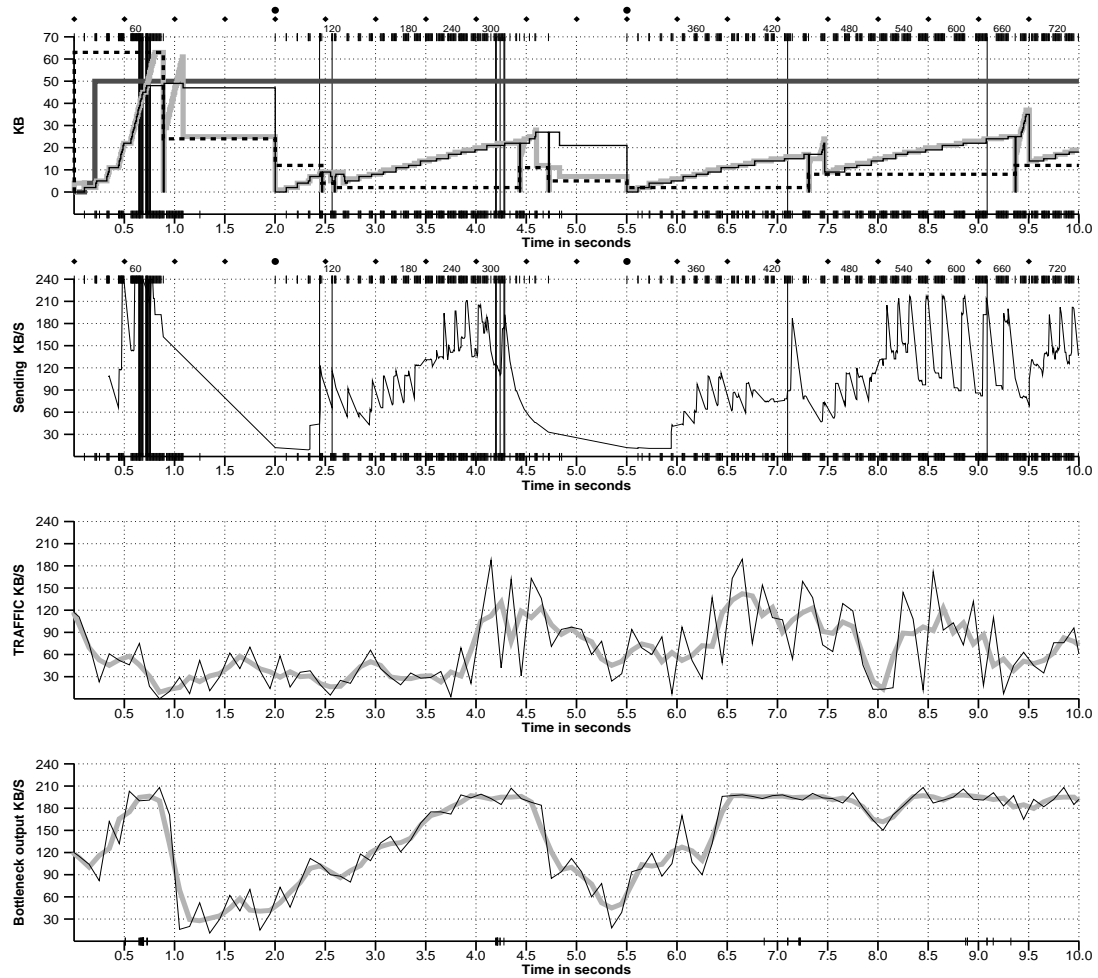 60 120 180 240 300 360 420 480 540 600 660 720
70
60
50
40
30
20
10
0
KB
0.5 1.0 1.5 2.0 2.5 3.0 3.5 4.0 4.5 5.0 5.5 6.0 6.5 7.0 7.5 8.0 8.5 9.0 9.5 10.0
Time in seconds
60 120 180 240 300 360 420 480 540 600 660 720
240
210
180
150
120
90
60
30
Sending KB/S
0.5 1.0 1.5 2.0 2.5 3.0 3.5 4.0 4.5 5.0 5.5 6.0 6.5 7.0 7.5 8.0 8.5 9.0 9.5 10.0
Time in seconds
240
210
180
150
120
90
60
30
TRAFFIC KB/S
0.5 1.0 1.5 2.0 2.5 3.0 3.5 4.0 4.5 5.0 5.5 6.0 6.5 7.0 7.5 8.0 8.5 9.0 9.5 10.0
Time in seconds
240
210
180
150
120
90
60
30
Bottleneck output KB/S
0.5 1.0 1.5 2.0 2.5 3.0 3.5 4.0 4.5 5.0 5.5 6.0 6.5 7.0 7.5 8.0 8.5 9.0 9.5 10.0
Time in seconds